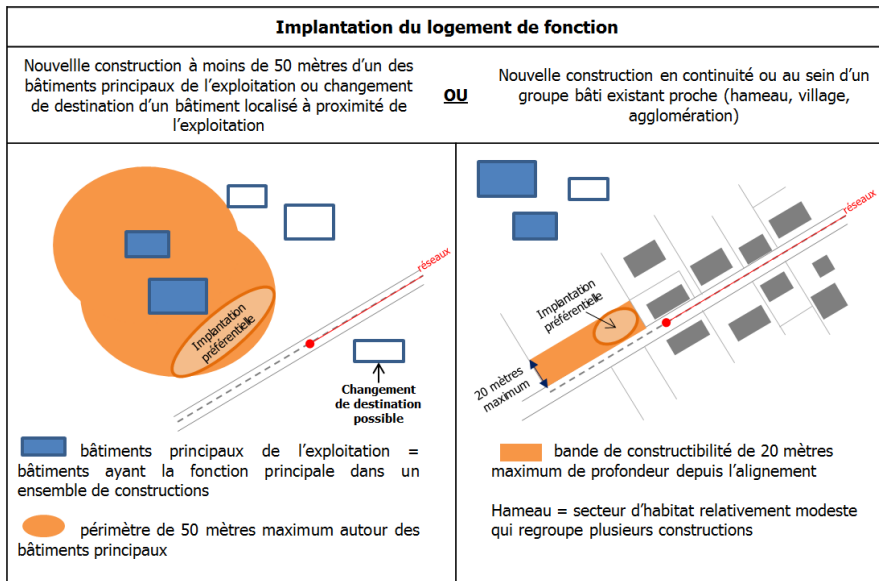 Implantation du logement de fonction
Nouvellle construction à moins de 50 mètres d'un des
bâtiments principaux de l'exploitation ou changement
de destination d'un bâtiment localisé à proximité de
l'exploitation
OU
Nouvelle construction en continuité ou au sein d'un
groupe bâti existant proche (hameau, village,
agglomération)
réseaux
Implantation
préférentielle
Changement
de destination
possible
bâtiments principaux de l'exploitation =
bâtiments ayant la fonction principale dans un
ensemble de constructions
périmètre de 50 mètres maximum autour des
bâtiments principaux
réseaux
Implantation
préférentielle
20 mètres
maximum
bande de constructibilité de 20 mètres
maximum de profondeur depuis l'alignement
Hameau = secteur d'habitat relativement modeste
qui regroupe plusieurs constructions